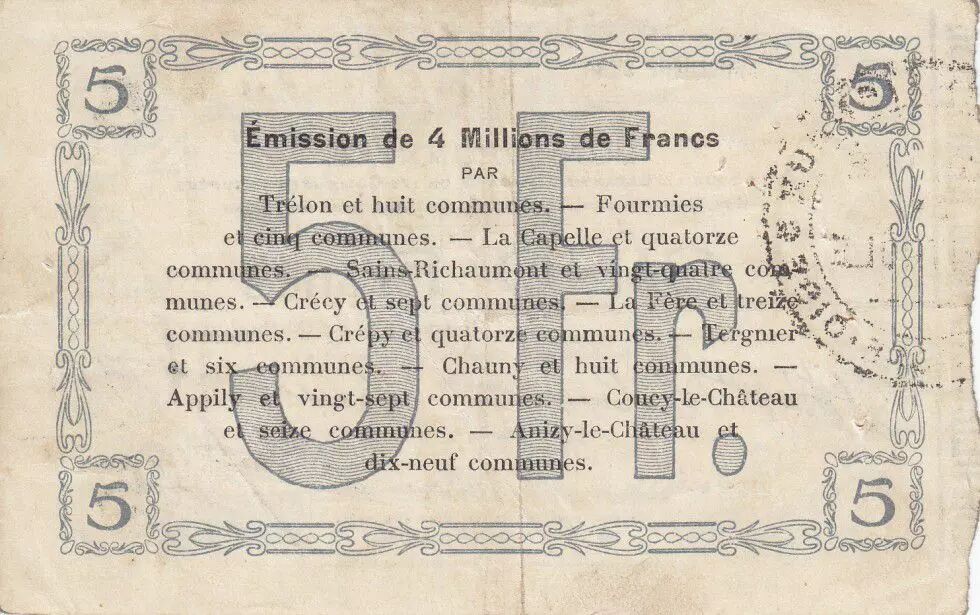 5 5
Émission de 4 Millions de Francs
PAR
Trélon et huit communes. — Fourmies
et cinq communes. — La Capelle et quatorze
communes. — Sains-Richaumont et vingt-quatre com-
munes. — Crécy et sept communes. — La Fère et treize
communes. — Crépy et quatorze communes. — Tergnier
et six communes. — Chauny et huit communes. —
Appily et vingt-sept communes. — Coucy-le-Château
et seize communes. — Anizy-le-Château et
dix-neuf communes.
5 Fr.
5 5